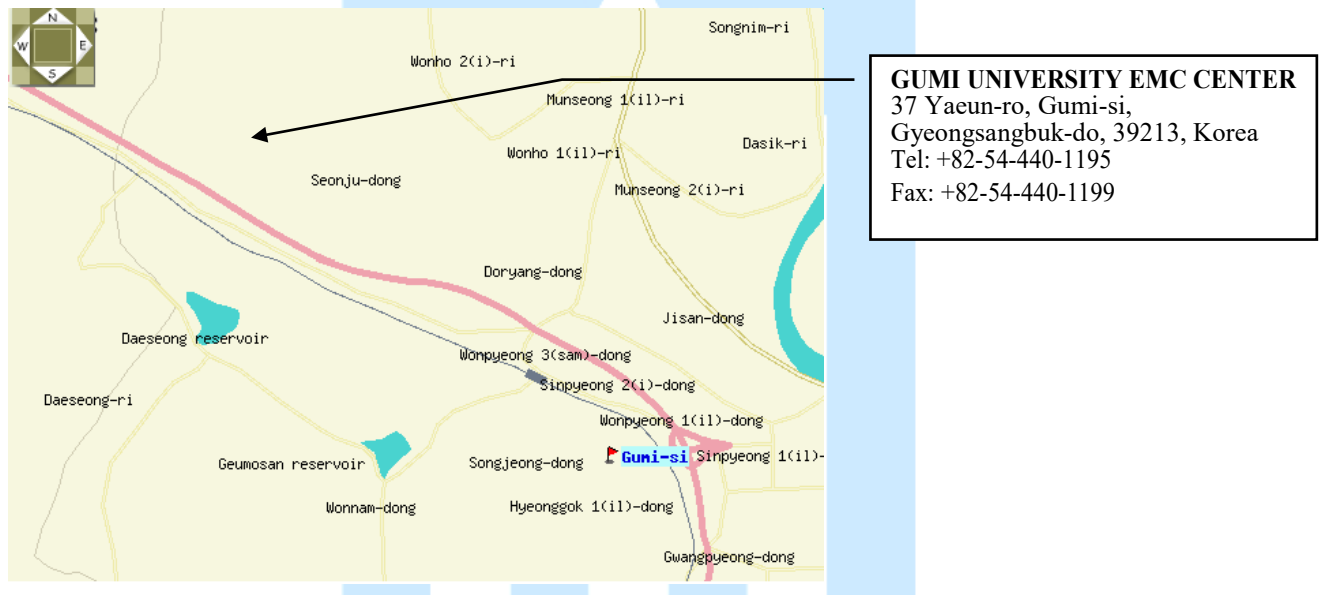 N
W
E
S
Songnim-ri
Wonho 2(i)-ri
Munseong 1(il)-ri
Wonho 1(il)-ri
Dasik-ri
Seonju-dong
Munseong 2(i)-ri
Doryang-dong
Jisan-dong
Daeseong reservoir
Wonpyeong 3(sam)-dong
Sinpyeong 2(i)-dong
Daeseong-ri
Wonpyeong 1(il)-dong
Gumi-si
Sinpyeong 1(il)-
Geumosan reservoir
Songjeong-dong
Wonnam-dong
Hyeonggok 1(il)-dong
Gwangpyeong-dong
GUMI UNIVERSITY EMC CENTER
37 Yaeun-ro, Gumi-si,
Gyeongsangbuk-do, 39213, Korea
Tel: +82-54-440-1195
Fax: +82-54-440-1199